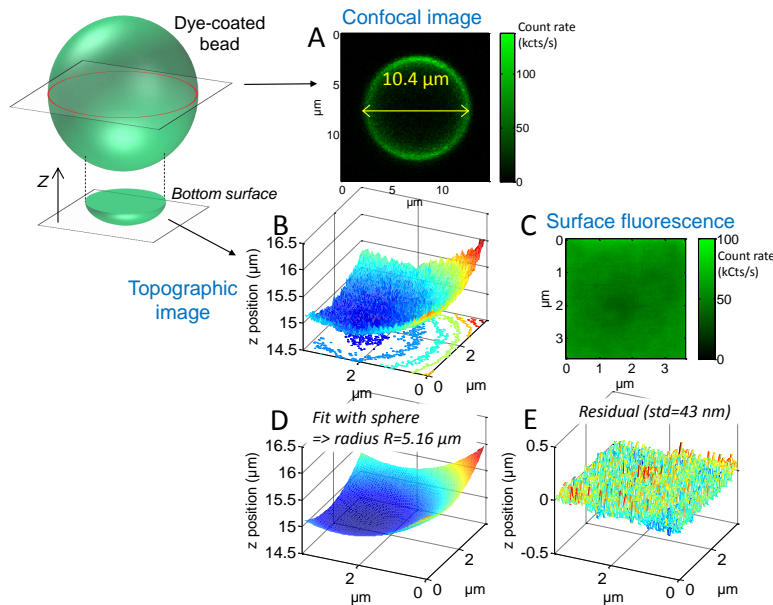 Dye-coated
bead
Z
Bottom surface
Topographic
image
A
Confocal image
0
5
10
µm
10.4 µm
0
5
10
µm
Count rate
(kcts/s)
100
50
0
B
16.5
16
15.5
15
14.5
z position (µm)
2
0
µm
0
2
µm
C
Surface fluorescence
0
1
2
3
µm
0
1
2
3
µm
100
Count rate
(kCts/s)
50
0
D
Fit with sphere
=> radius R=5.16 µm
16.5
16
15.5
15
14.5
z position (µm)
2
0
µm
0
2
µm
E
Residual (std=43 nm)
0.5
0
-0.5
z position (µm)
2
0
µm
0
2
µm